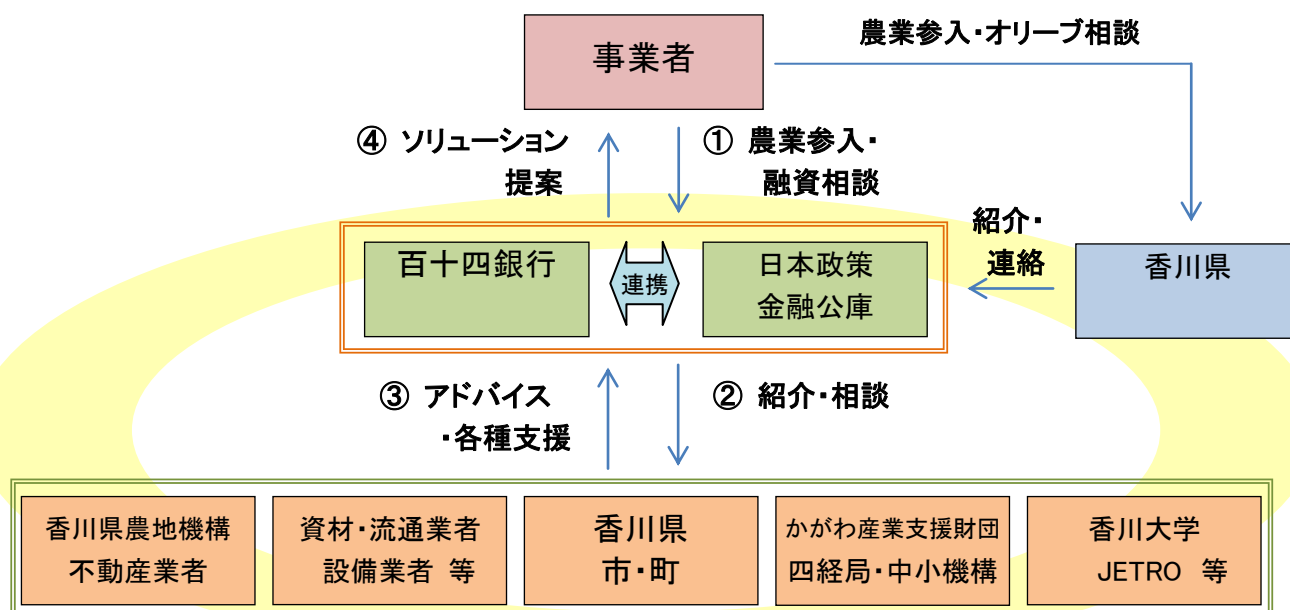 農業参入・オリーブ相談
事業者
④ ソリューション
提案
① 農業参入・
融資相談
紹介・
連絡
百十四銀行
連携
日本政策
金融公庫
香川県
③ アドバイス
・各種支援
② 紹介・相談
香川県農地機構
不動産業者
資材・流通業者
設備業者 等
香川県
市・町
かがわ産業支援財団
四経局・中小機構
香川大学
JETRO 等